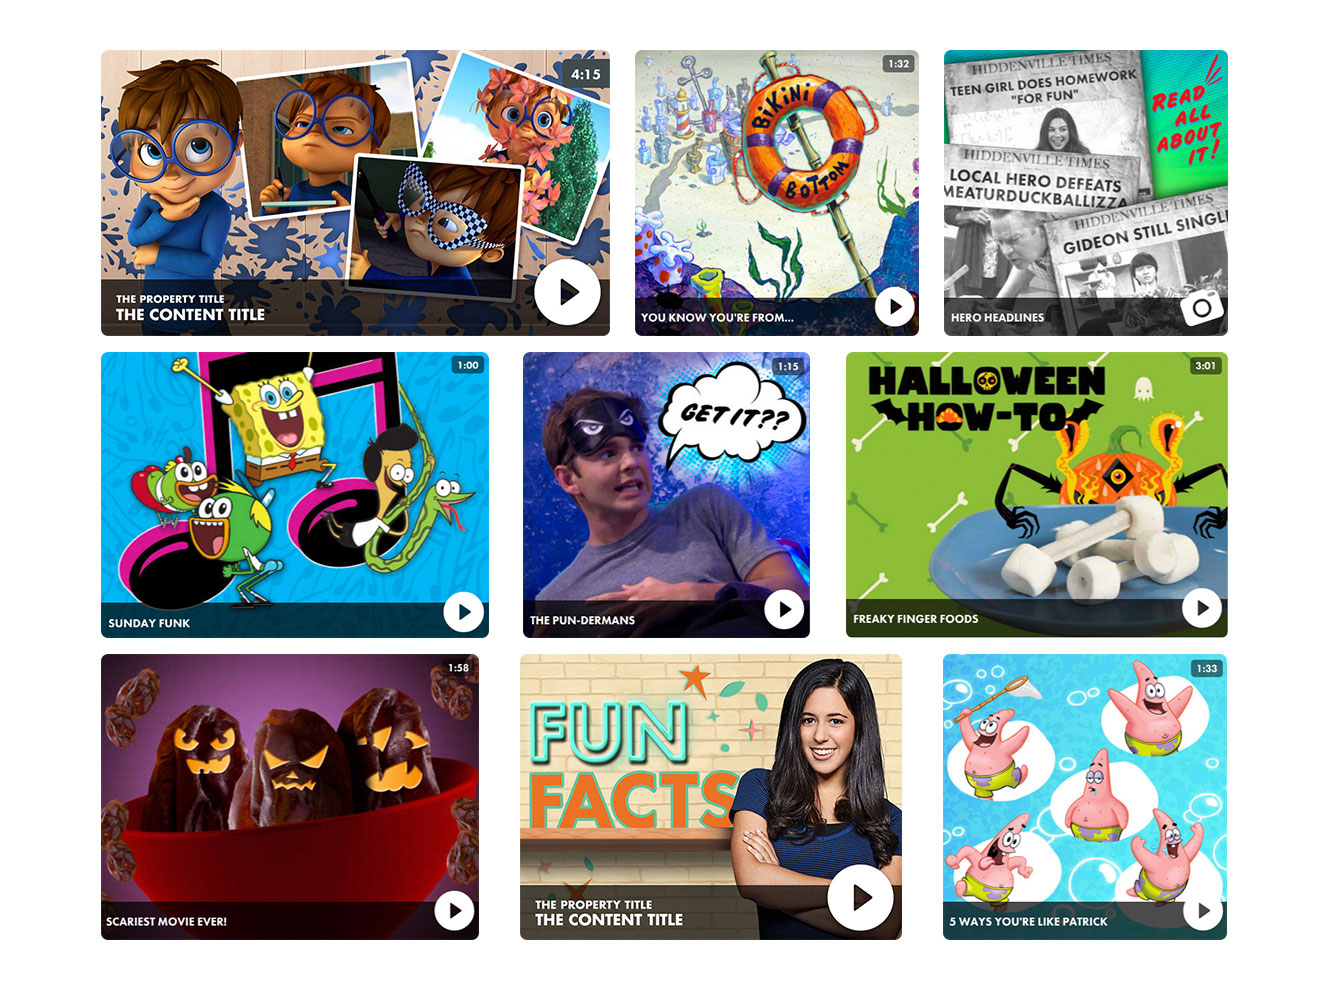 4:15
THE PROPERTY TITLE
THE CONTENT TITLE
1:32
BIKINI
BOTTOM
YOU KNOW YOU'RE FROM...
HIDDENVILLE TIMES
TEEN GIRL DOES HOMEWORK
"FOR FUN"
READ
ALL
ABOUT
IT!
HIDDENVILLE TIMES
LOCAL HERO DEFEATS
MEATURDUCKBALLIZZA
HIDDENVILLE TIMES
GIDEON STILL SINGL
HERO HEADLINES
1:00
SUNDAY FUNK
1:15
GET IT??
THE PUN-DERMANS
3:01
HALLOWEEN
HOW-TO
FREAKY FINGER FOODS
1:58
SCARIEST MOVIE EVER!
FUN
FACTS
THE PROPERTY TITLE
THE CONTENT TITLE
1:33
5 WAYS YOU'RE LIKE PATRICK